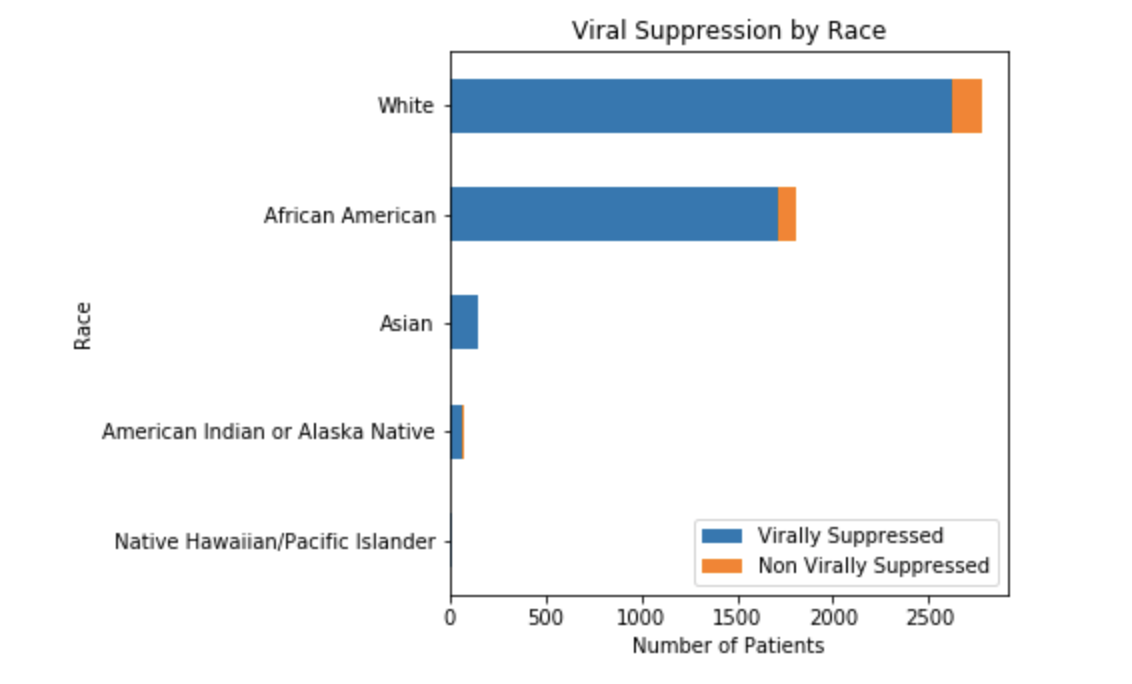 Viral Suppression by Race
White
African American
Asian
American Indian or Alaska Native
Native Hawaiian/Pacific Islander
Race
Virally Suppressed
Non Virally Suppressed
0 500 1000 1500 2000 2500
Number of Patients